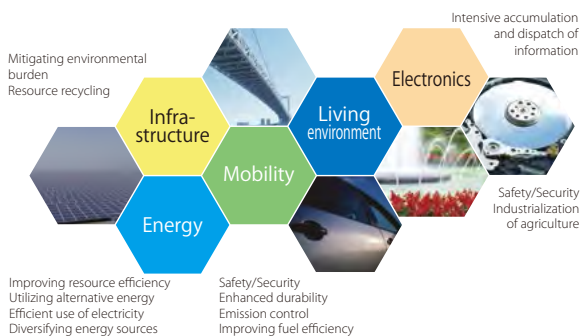 Intensive accumulation
and dispatch of
information
Mitigating environmental
burden
Resource recycling
Electronics
Infra-
structure
Living
environment
Mobility
Energy
Safety/Security
Industrialization
of agriculture
Improving resource efficiency
Utilizing alternative energy
Efficient use of electricity
Diversifying energy sources
Safety/Security
Enhanced durability
Emission control
Improving fuel efficiency